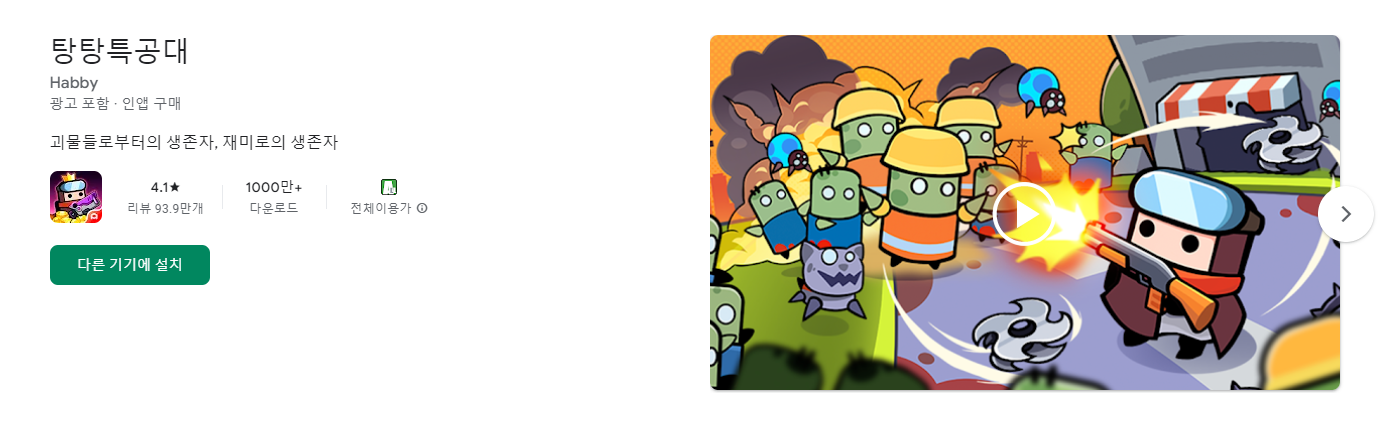 탕탕특공대
Habby
광고 포함 · 인앱 구매
괴물들로부터의 생존자, 재미로의 생존자
4.1★
리뷰 93.9만개
1000만+
다운로드
전체이용가
다른 기기에 설치